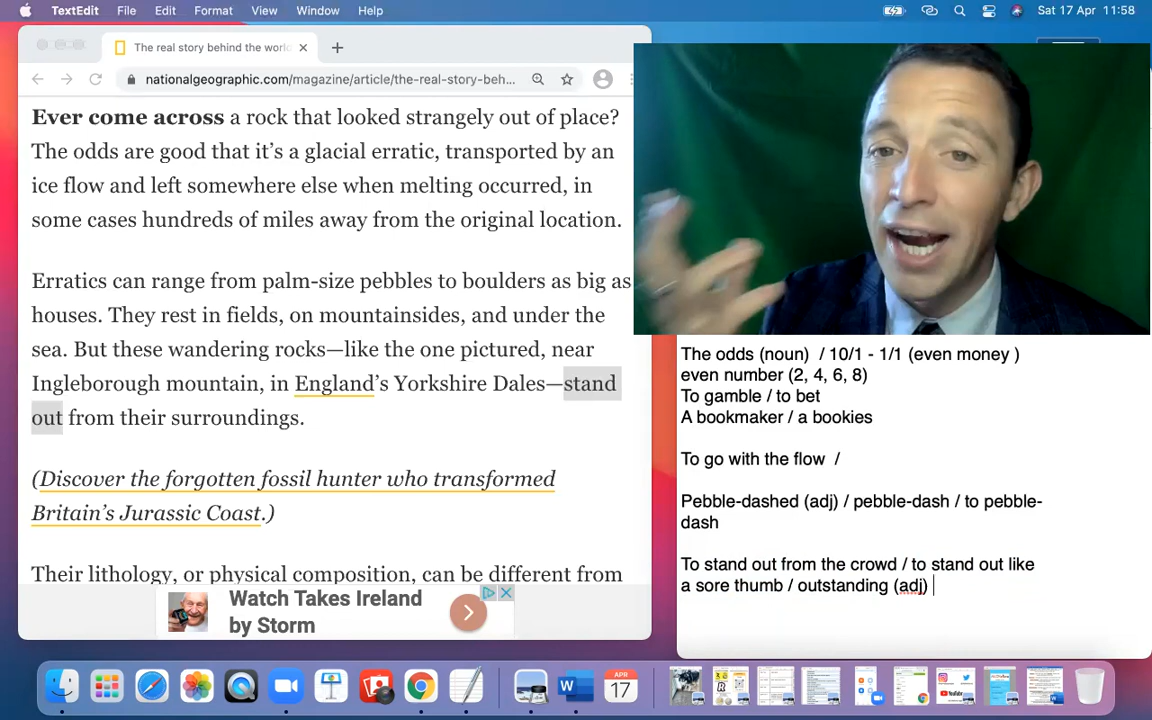 TextEdit File Edit Format View Window Help Sat 17 Apr 11:58
The real story behind the world
nationalgeographic.com/magazine/article/the-real-story-beh...
Ever come across a rock that looked strangely out of place?
The odds are good that it’s a glacial erratic, transported by an
ice flow and left somewhere else when melting occurred, in
some cases hundreds of miles away from the original location.
Erratics can range from palm-size pebbles to boulders as big as
houses. They rest in fields, on mountainsides, and under the
sea. But these wandering rocks—like the one pictured, near
Ingleborough mountain, in England’s Yorkshire Dales—stand
out from their surroundings.
(Discover the forgotten fossil hunter who transformed
Britain’s Jurassic Coast.)
Their lithology, or physical composition, can be different from
Watch Takes Ireland
by Storm
The odds (noun) / 10/1 - 1/1 (even money )
even number (2, 4, 6, 8)
To gamble / to bet
A bookmaker / a bookies
To go with the flow /
Pebble-dashed (adj) / pebble-dash / to pebble-
dash
To stand out from the crowd / to stand out like
a sore thumb / outstanding (adj)
APR
17